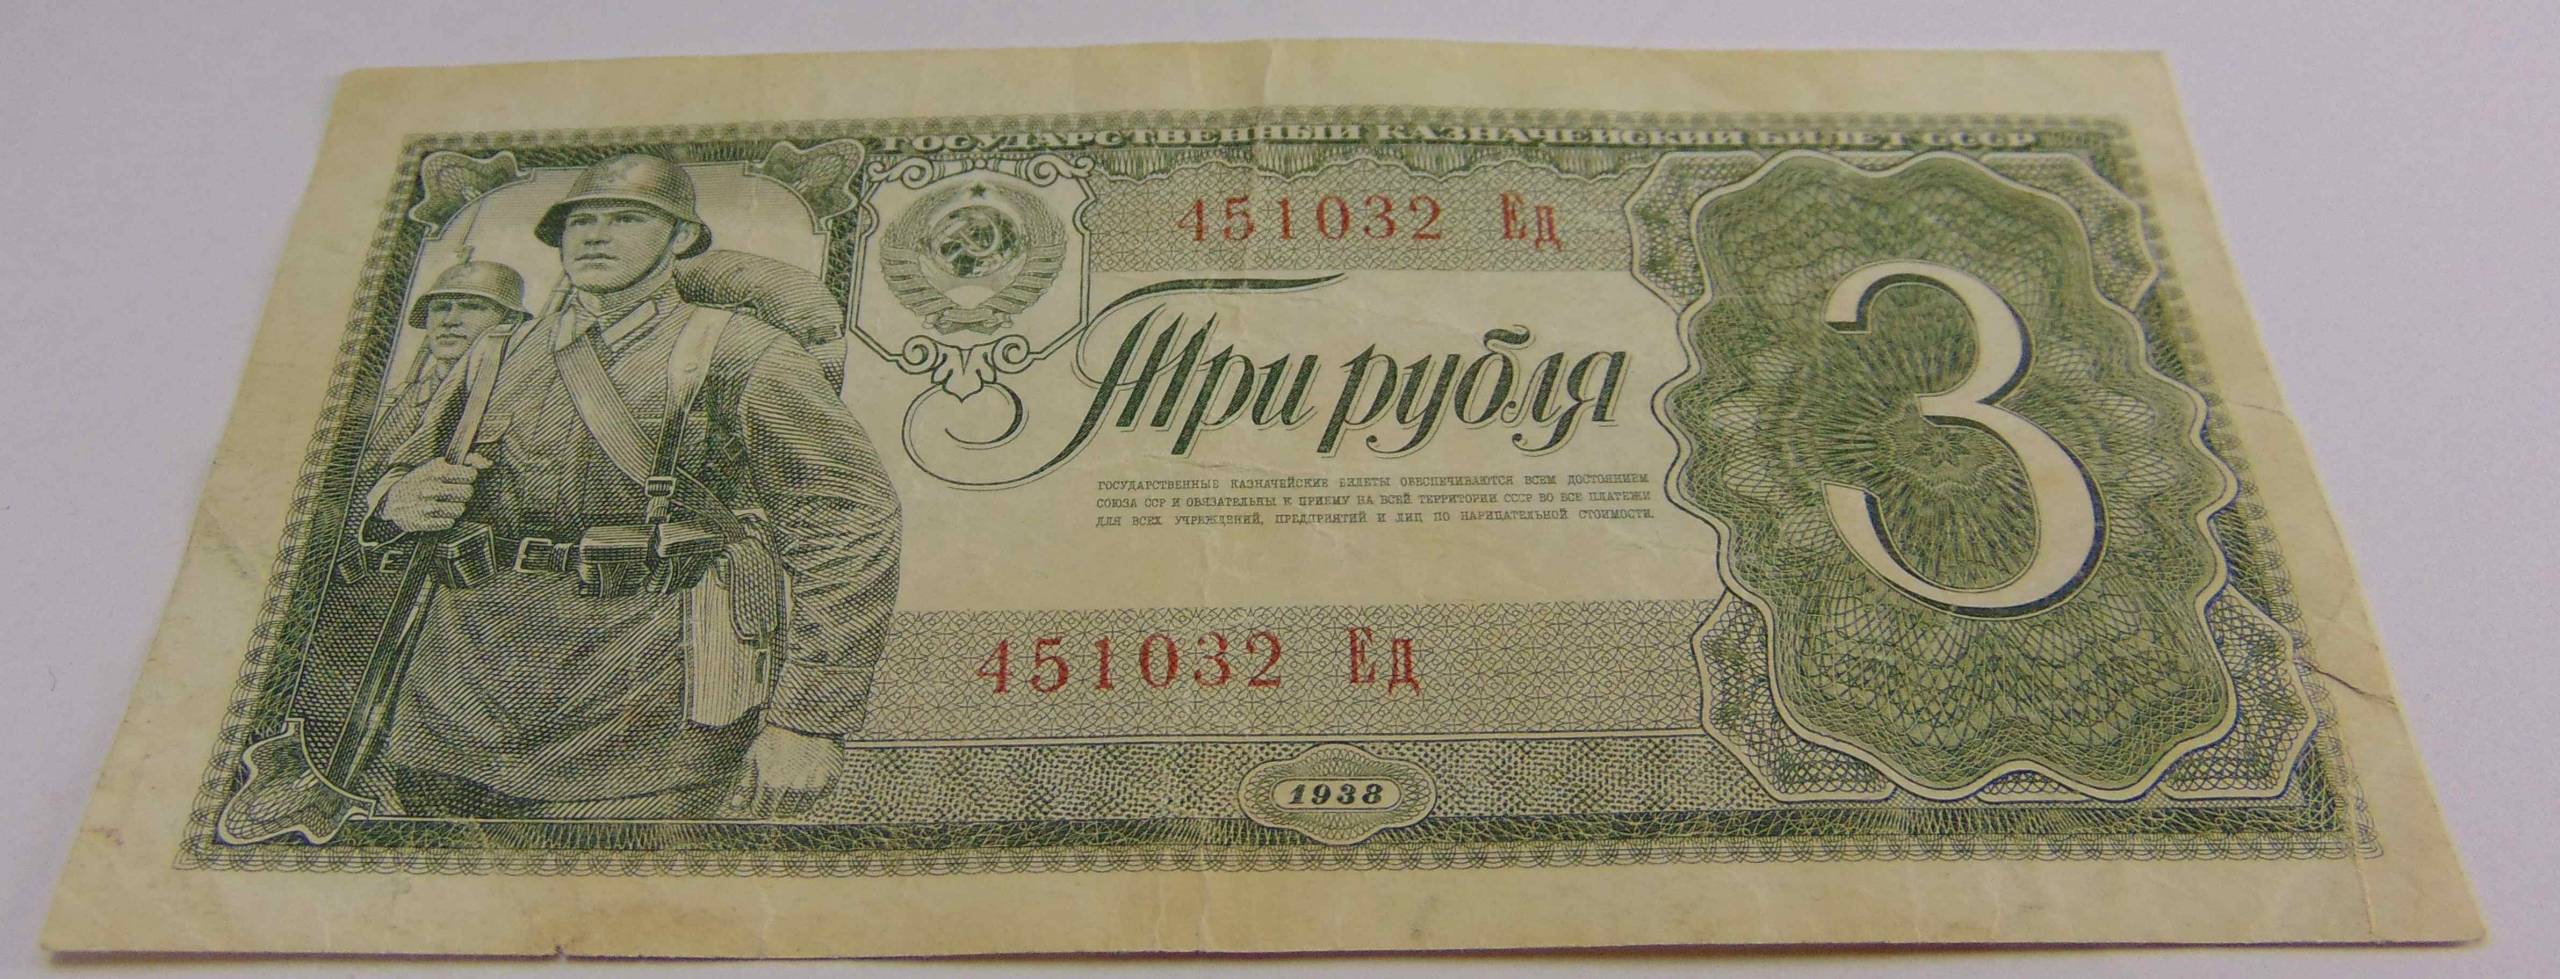 ГОСУДАРСТВЕННЫЙ КАЗНАЧЕЙСКИЙ БИЛЕТ СССР
451032 Ед
Три рубля
3
ГОСУДАРСТВЕННЫЕ КАЗНАЧЕЙСКИЕ БИЛЕТЫ ОБЕСПЕЧИВАЮТСЯ ВСЕМ ДОСТОЯНИЕМ
СОЮЗА ССР И ОБЯЗАТЕЛЬНЫ К ПРИЕМУ НА ВСЕЙ ТЕРРИТОРИИ СССР ВО ВСЕ ПЛАТЕЖИ
ДЛЯ ВСЕХ УЧРЕЖДЕНИЙ, ПРЕДПРИЯТИЙ И ЛИЦ ПО НАРИЦАТЕЛЬНОЙ СТОИМОСТИ.
451032 Ед
1938